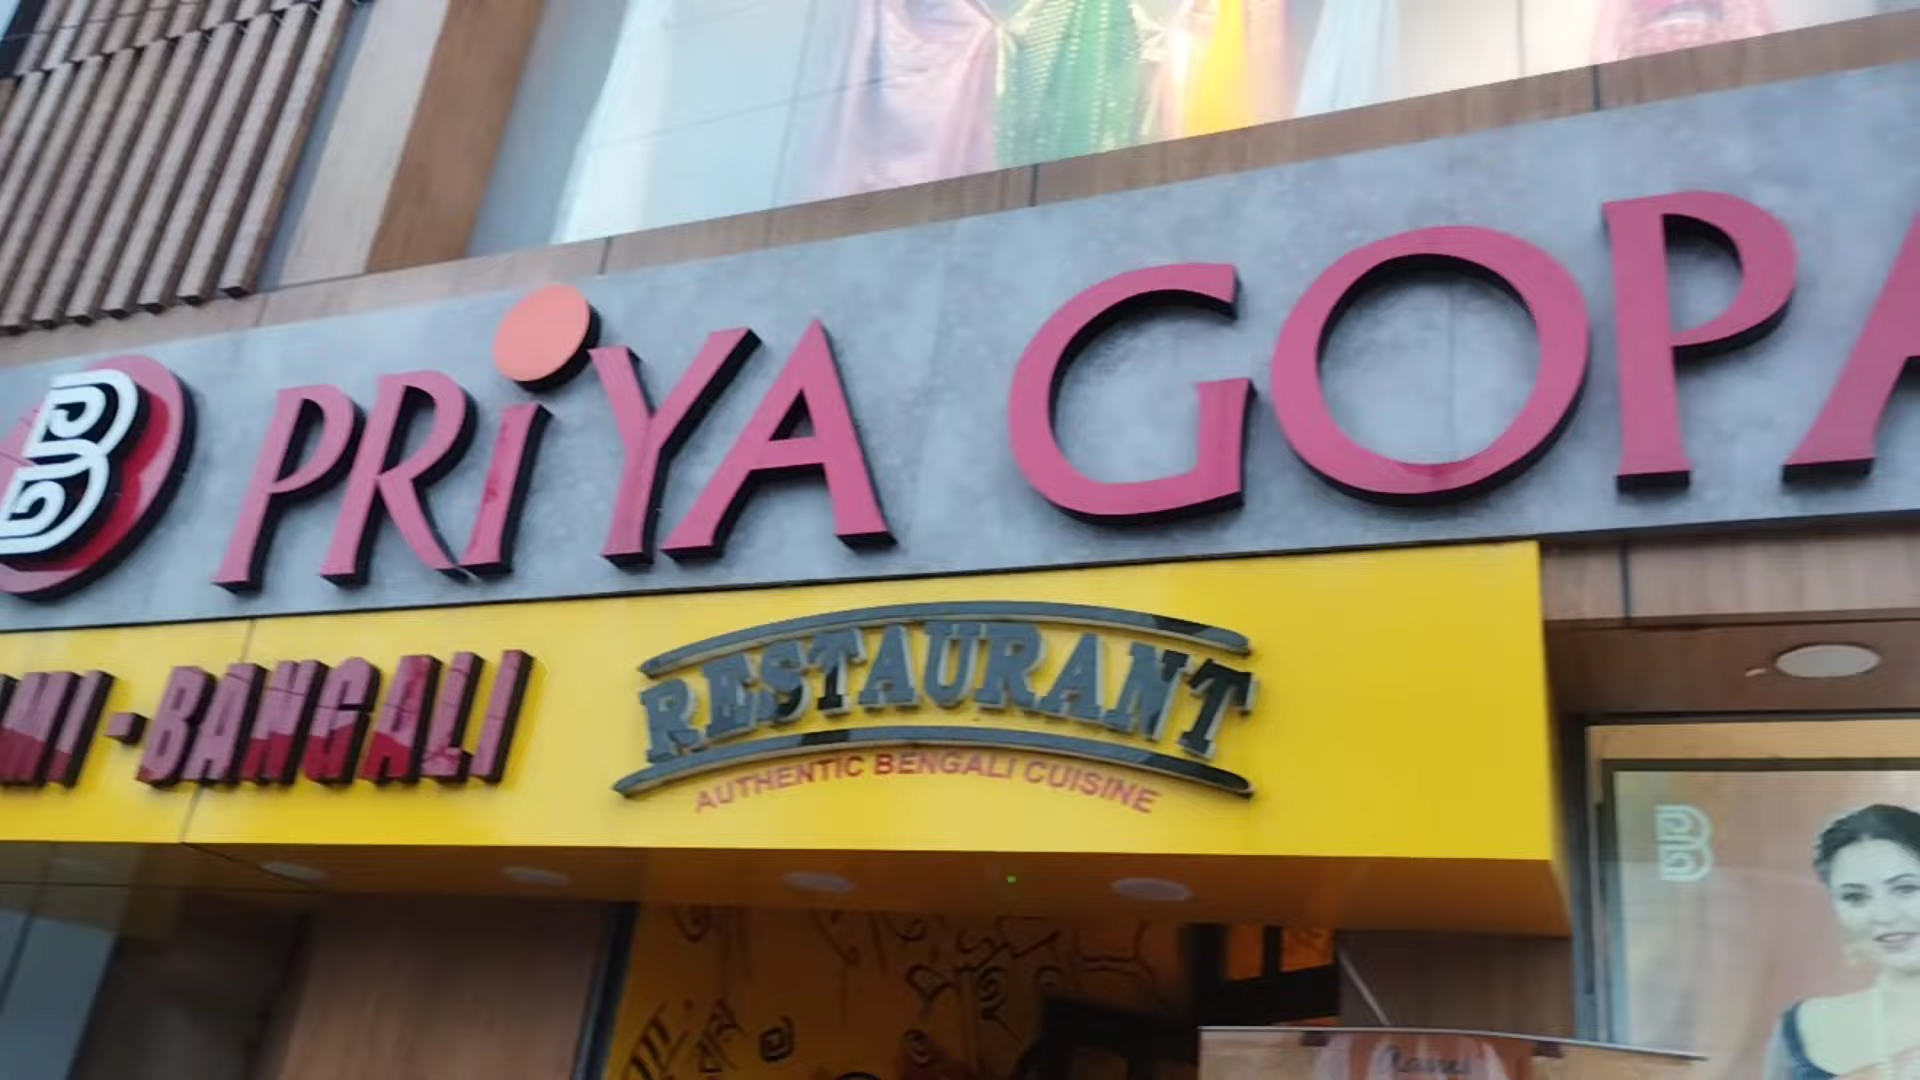 B PRiYA GOPA
MI-BANGALI
RESTAURANT
AUTHENTIC BENGALI CUISINE
B